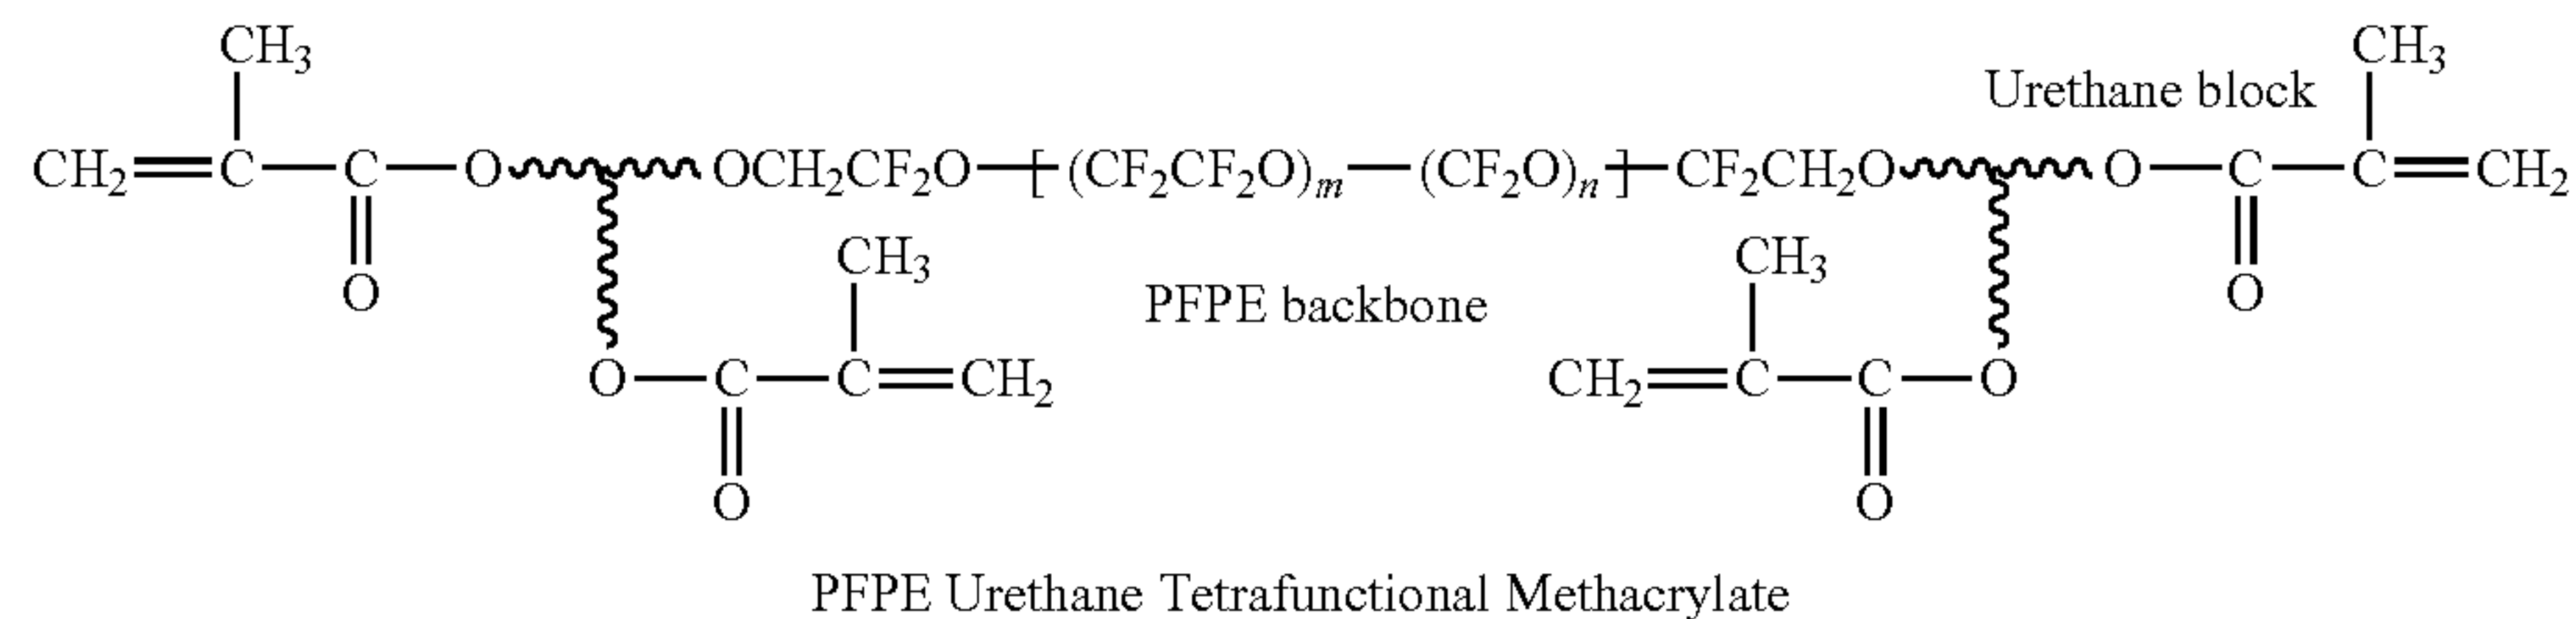 CH₃ CH₃
Urethane block
CH₂ C C O OCH₂CF₂O [ (CF₂CF₂O)ₘ (CF₂O)ₙ ] CF₂CH₂O O C C CH₂
CH₃ CH₃
O PFPE backbone O
O C C CH₂ CH₂ C C O
O O
PFPE Urethane Tetrafunctional Methacrylate